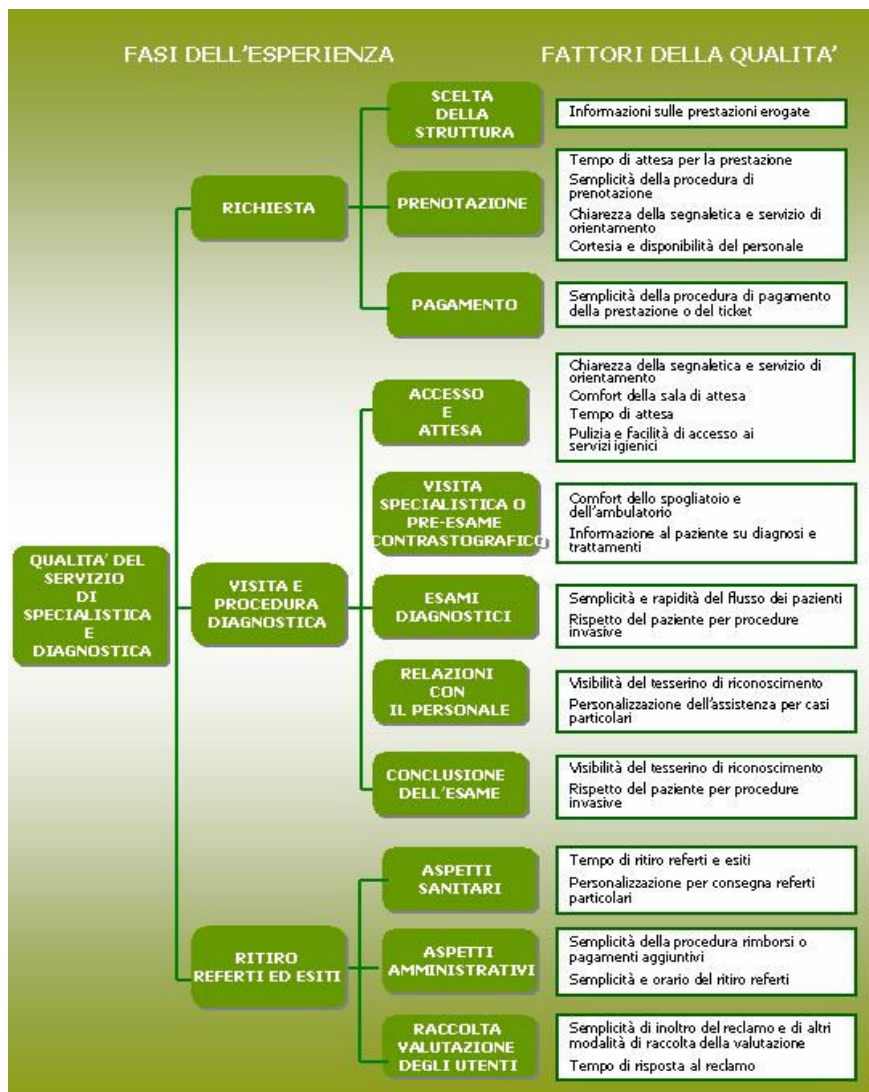 FASI DELL'ESPERIENZA
FATTORI DELLA QUALITA'
QUALITA' DEL
SERVIZIO
DI
SPECIALISTICA
E
DIAGNOSTICA
RICHIESTA
SCELTA
DELLA
STRUTTURA
Informazioni sulle prestazioni erogate
PRENOTAZIONE
Tempo di attesa per la prestazione
Semplicità della procedura di
prenotazione
Chiarezza della segnaletica e servizio di
orientamento
Cortesia e disponibilità del personale
PAGAMENTO
Semplicità della procedura di pagamento
della prestazione o del ticket
VISITA E
PROCEDURA
DIAGNOSTICA
ACCESSO
E
ATTESA
Chiarezza della segnaletica e servizio di
orientamento
Comfort della sala di attesa
Tempo di attesa
Pulizia e facilità di accesso ai
servizi igienici
VISITA
SPECIALISTICA O
PRE-ESAME
CONTRASTOGRAFICO
Comfort dello spogliatoio e
dell'ambulatorio
Informazione al paziente su diagnosi e
trattamenti
ESAMI
DIAGNOSTICI
Semplicità e rapidità del flusso dei pazienti
Rispetto del paziente per procedure
invasive
RELAZIONI
CON
IL PERSONALE
Visibilità del tesserino di riconoscimento
Personalizzazione dell'assistenza per casi
particolari
CONCLUSIONE
DELL'ESAME
Visibilità del tesserino di riconoscimento
Rispetto del paziente per procedure
invasive
RITIRO
REFERTI ED ESITI
ASPETTI
SANITARI
Tempo di ritiro referti e esiti
Personalizzazione per consegna referti
particolari
ASPETTI
AMMINISTRATIVI
Semplicità della procedura rimborsi o
pagamenti aggiuntivi
Semplicità e orario del ritiro referti
RACCOLTA
VALUTAZIONE
DEGLI UTENTI
Semplicità di inoltro del reclamo e di altri
modalità di raccolta della valutazione
Tempo di risposta al reclamo